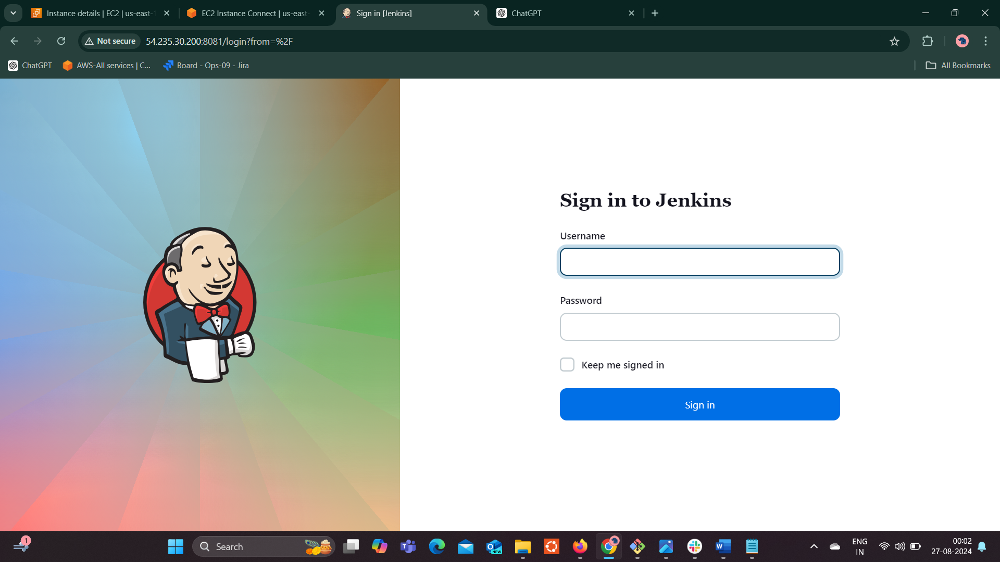 Instance details | EC2 | us-east-1
EC2 Instance Connect | us-east-
Sign in [Jenkins]
ChatGPT
Not secure
54.235.30.200:8081/login?from=%2F
ChatGPT
AWS-All services | C...
Board - Ops-09 - Jira
All Bookmarks
Sign in to Jenkins
Username
Password
Keep me signed in
Sign in
1
Search
NEW
ENG
IN
00:02
27-08-2024